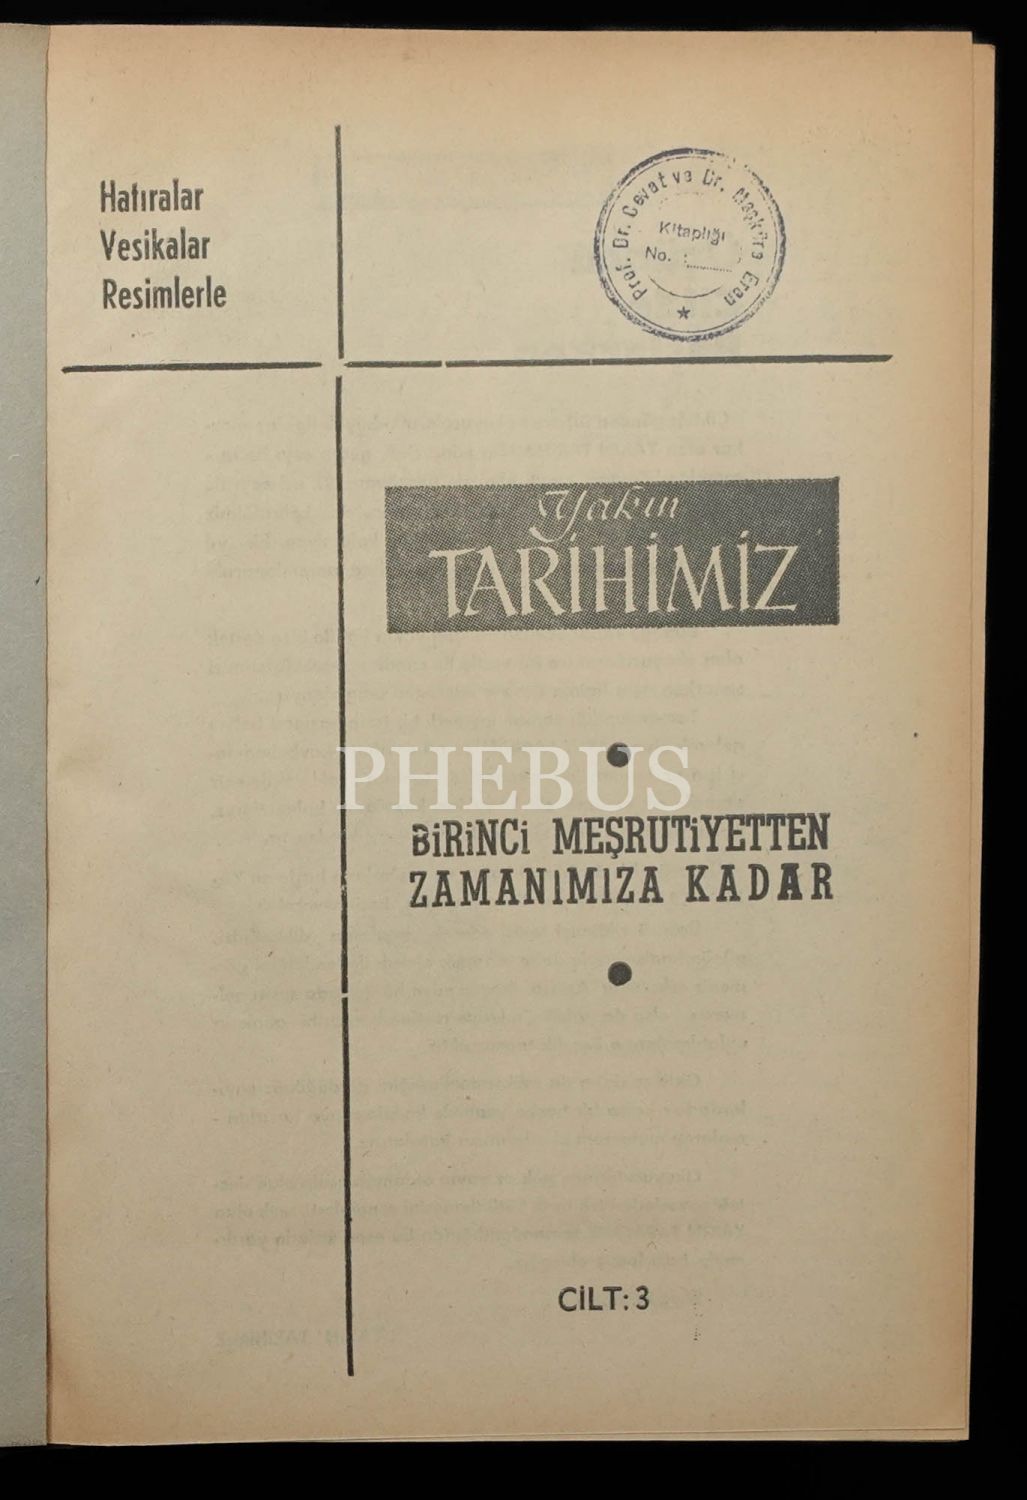 Hatıralar
Vesikalar
Resimlerle
Prof. Dr. Cevat ve Dr. Meşkûre Eren
Kitaplığı
No. :
Yakın
TARİHİMİZ
PHEBUS
BİRİNCİ MEŞRUTİYETTEN
ZAMANIMIZA KADAR
CİLT: 3